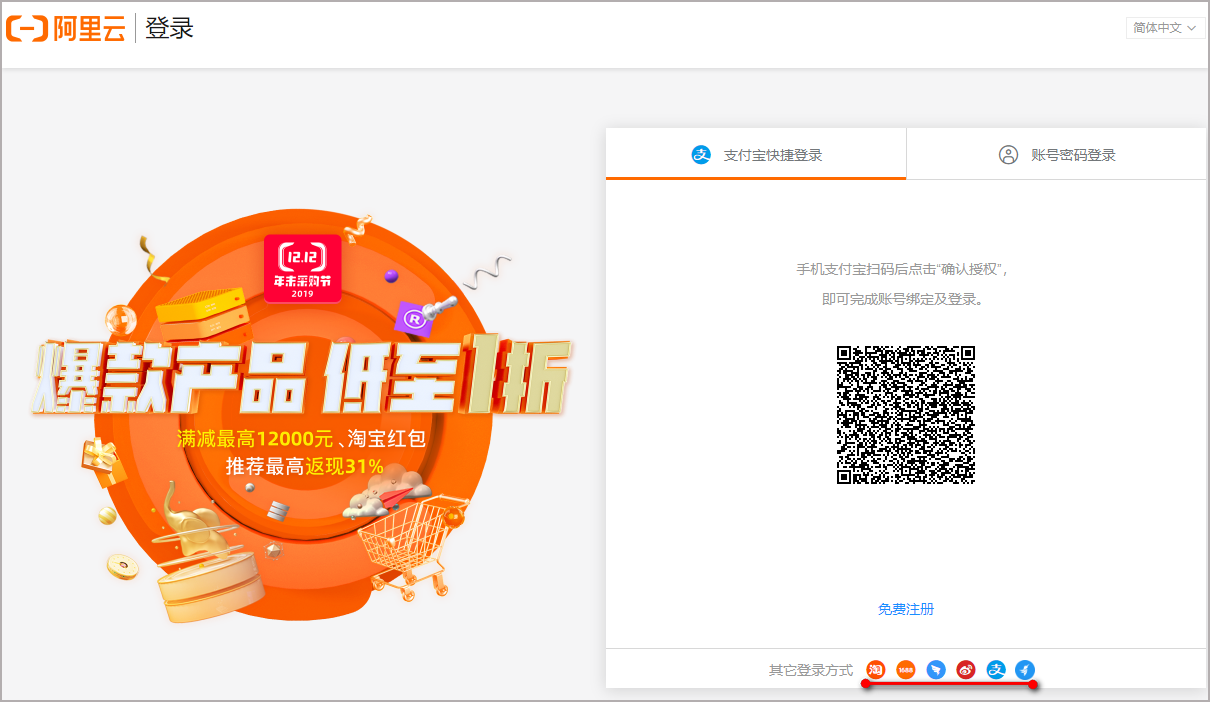 阿里云 登录
简体中文
支付宝快捷登录
账号密码登录
12.12
年末采购节
2019
R
爆款产品 低至1折
满减最高12000元、淘宝红包
推荐最高返现31%
手机支付宝扫码后点击“确认授权”，
即可完成账号绑定及登录。
免费注册
其它登录方式 淘 1688 支